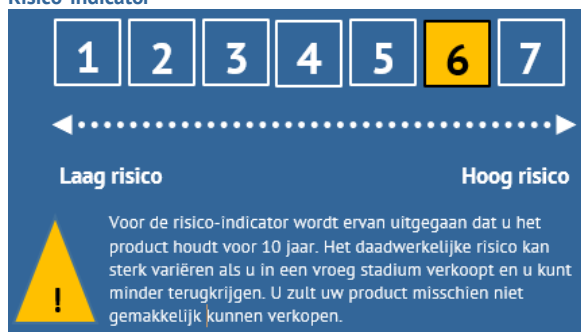 Risico-indicator
1 2 3 4 5 6 7
Laag risico Hoog risico
Voor de risico-indicator wordt ervan uitgegaan dat u het
product houdt voor 10 jaar. Het daadwerkelijke risico kan
sterk variëren als u in een vroeg stadium verkoopt en u kunt
minder terugkrijgen. U zult uw product misschien niet
gemakkelijk kunnen verkopen.
!